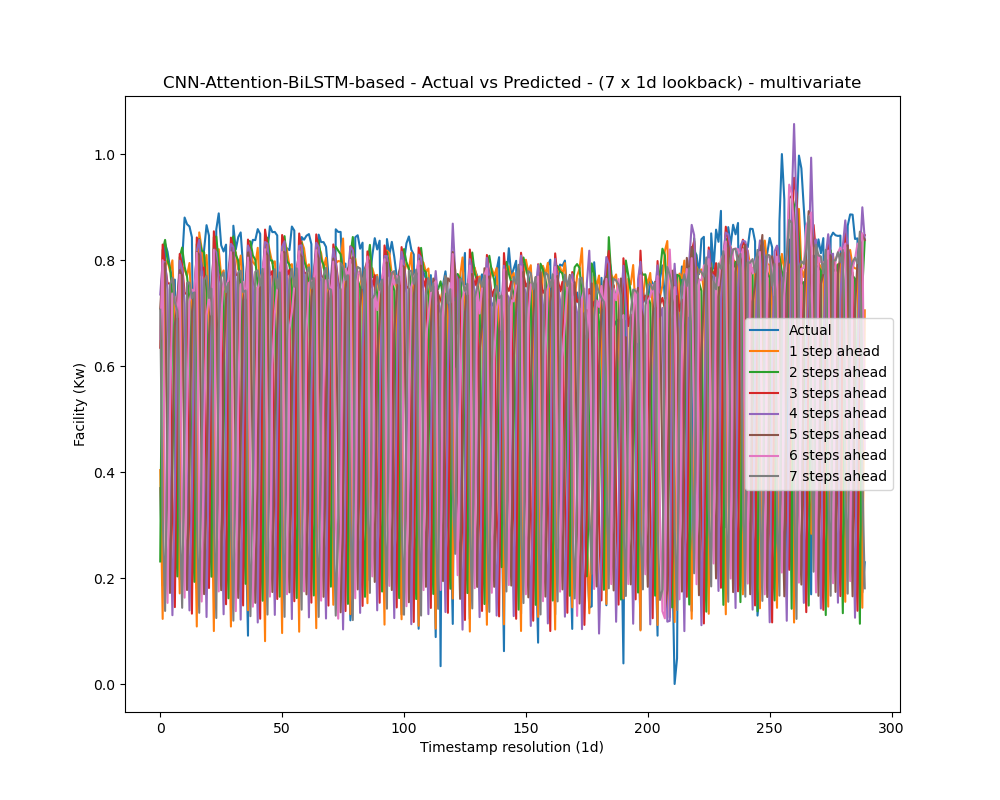 CNN-Attention-BiLSTM-based - Actual vs Predicted - (7 x 1d lookback) - multivariate
Facility (Kw)
1.0
0.8
0.6
0.4
0.2
0.0
Actual
1 step ahead
2 steps ahead
3 steps ahead
4 steps ahead
5 steps ahead
6 steps ahead
7 steps ahead
0
50
100
150
200
250
300
Timestamp resolution (1d)